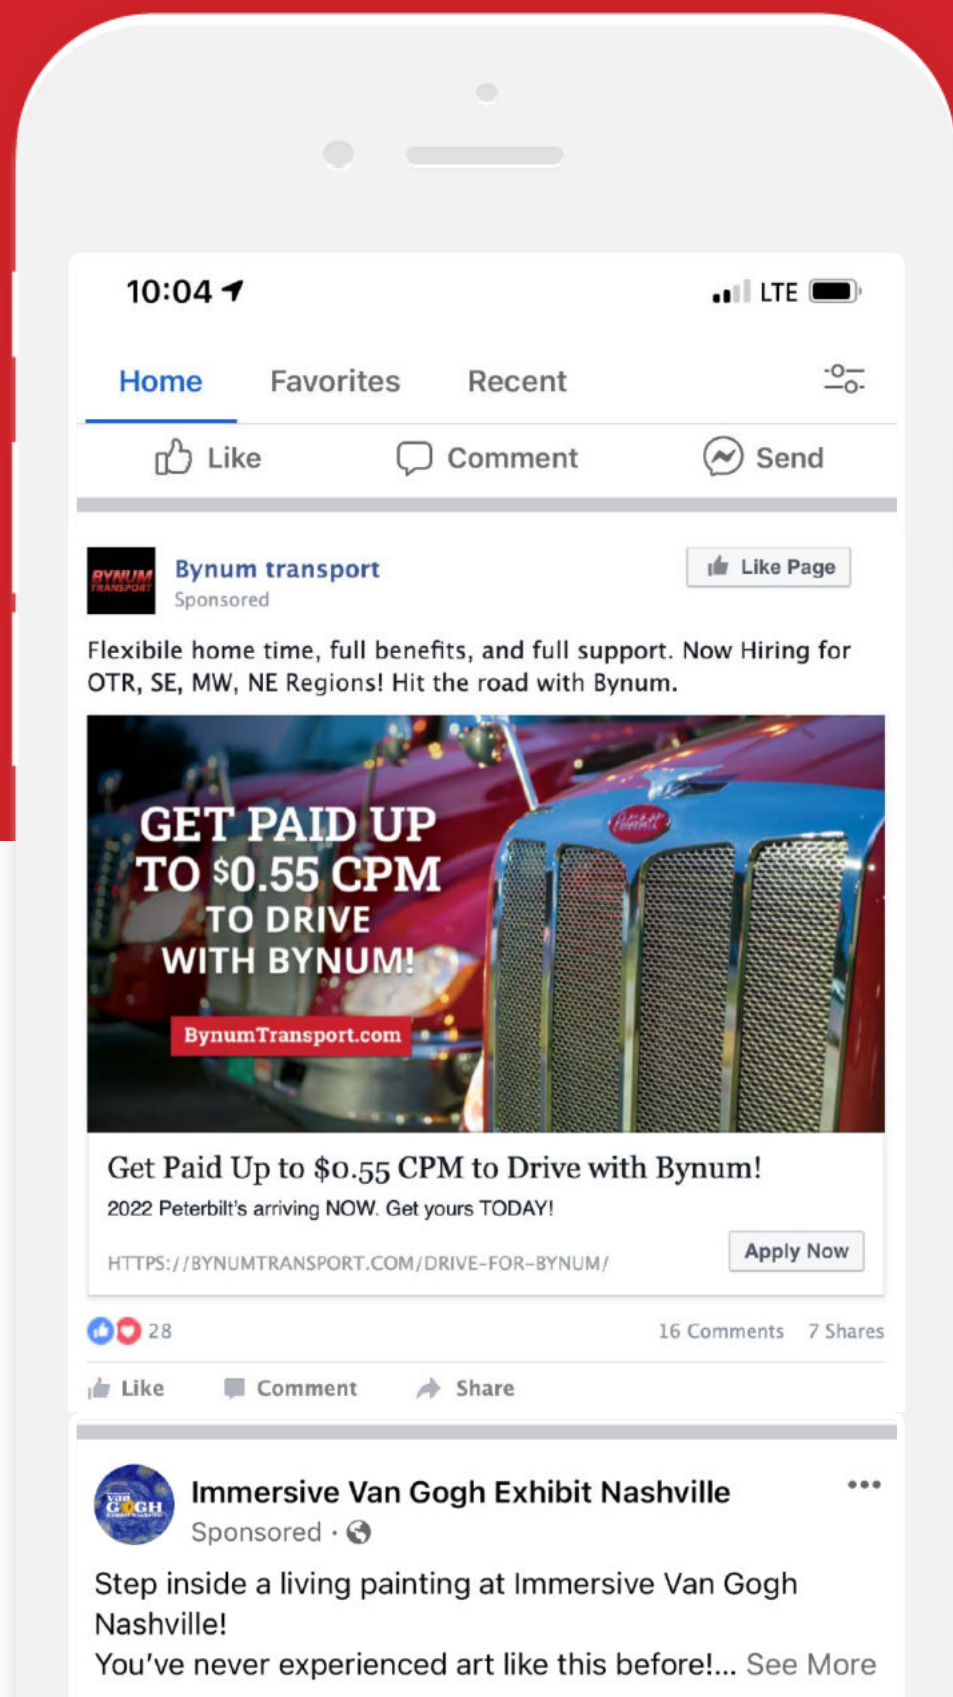 10:04
LTE
Home Favorites Recent
Like Comment Send
BYNUM
TRANSPORT
Bynum transport
Like Page
Sponsored
Flexibile home time, full benefits, and full support. Now Hiring for
OTR, SE, MW, NE Regions! Hit the road with Bynum.
GET PAID UP
TO $0.55 CPM
TO DRIVE
WITH BYNUM!
BynumTransport.com
Peterbilt
Get Paid Up to $0.55 CPM to Drive with Bynum!
2022 Peterbilt's arriving NOW. Get yours TODAY!
HTTPS://BYNUMTRANSPORT.COM/DRIVE-FOR-BYNUM/
Apply Now
28
16 Comments 7 Shares
Like Comment Share
van
GOGH
Immersive Van Gogh Exhibit Nashville
Sponsored ·
Step inside a living painting at Immersive Van Gogh
Nashville!
You've never experienced art like this before!... See More